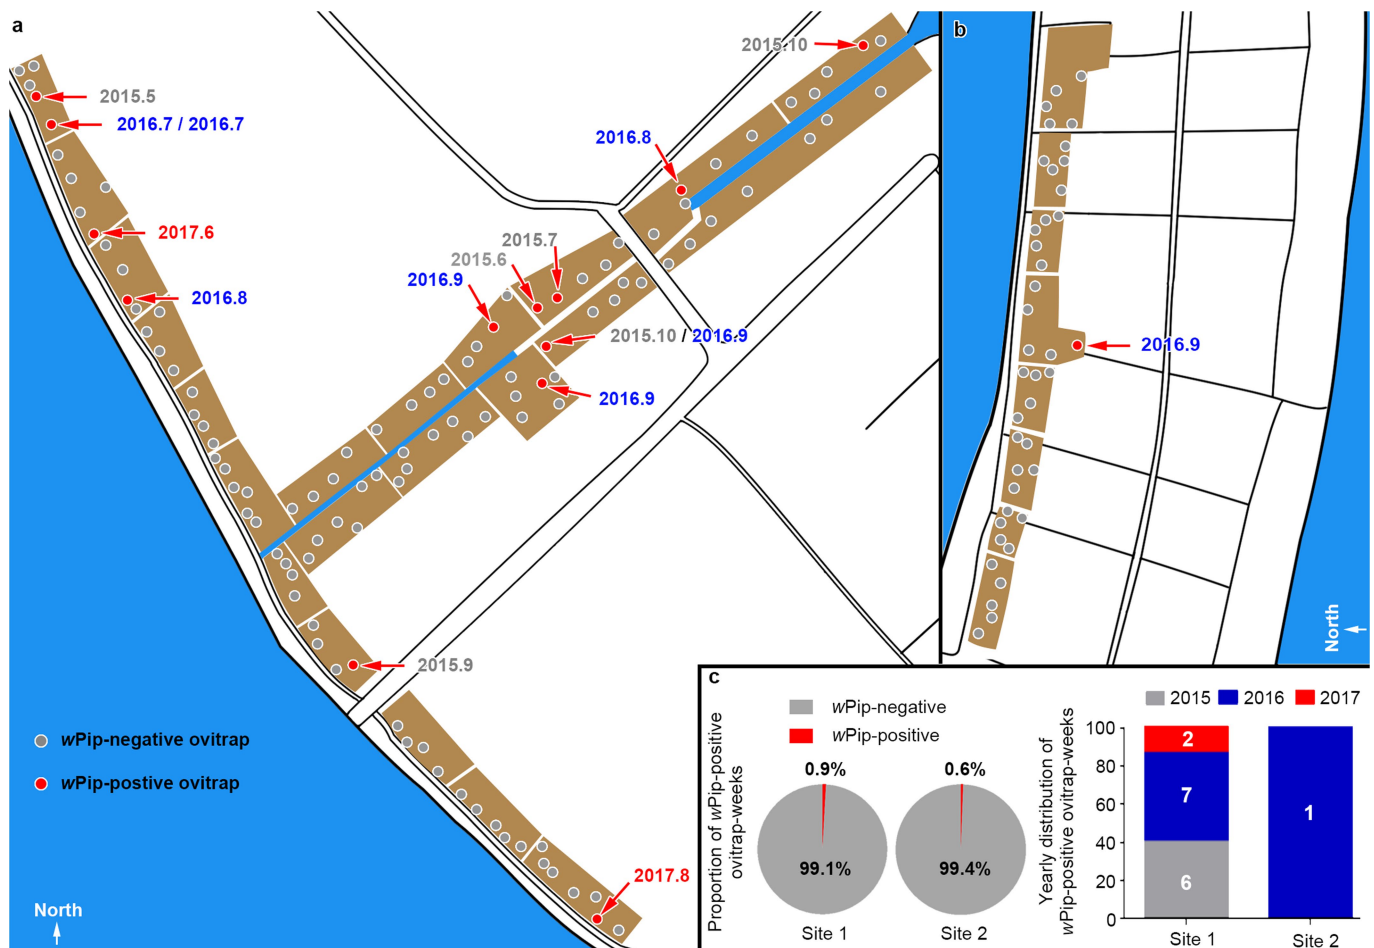 a
2015.5
2016.7 / 2016.7
2017.6
2016.8
2015.10
2016.8
2015.7
2015.6
2016.9
2015.10 / 2016.9
2016.9
2015.9
2017.8
wPip-negative ovitrap
wPip-postive ovitrap
North
b
2016.9
North
c
Proportion of wPip-positive
ovitrap-weeks
wPip-negative
wPip-positive
0.9%
99.1%
Site 1
0.6%
99.4%
Site 2
Yearly distribution of
wPip-positive ovitrap-weeks
2015 2016 2017
100
80
60
40
20
0
2
7
6
1
Site 1
Site 2